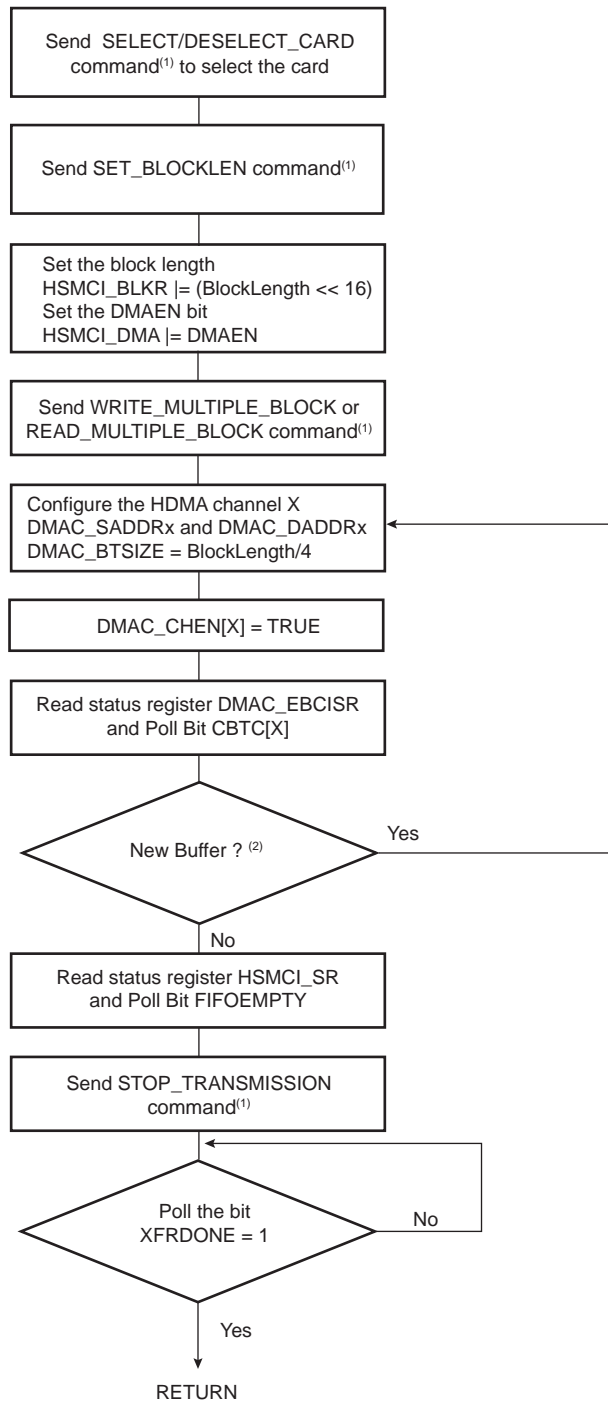 Send SELECT/DESELECT_CARD
command(1) to select the card
Send SET_BLOCKLEN command(1)
Set the block length
HSMCI_BLKR |= (BlockLength << 16)
Set the DMAEN bit
HSMCI_DMA |= DMAEN
Send WRITE_MULTIPLE_BLOCK or
READ_MULTIPLE_BLOCK command(1)
Configure the HDMA channel X
DMAC_SADDRx and DMAC_DADDRx
DMAC_BTSIZE = BlockLength/4
DMAC_CHEN[X] = TRUE
Read status register DMAC_EBCISR
and Poll Bit CBTC[X]
New Buffer ? (2)
Yes
No
Read status register HSMCI_SR
and Poll Bit FIFOEMPTY
Send STOP_TRANSMISSION
command(1)
Poll the bit
XFRDONE = 1
No
Yes
RETURN